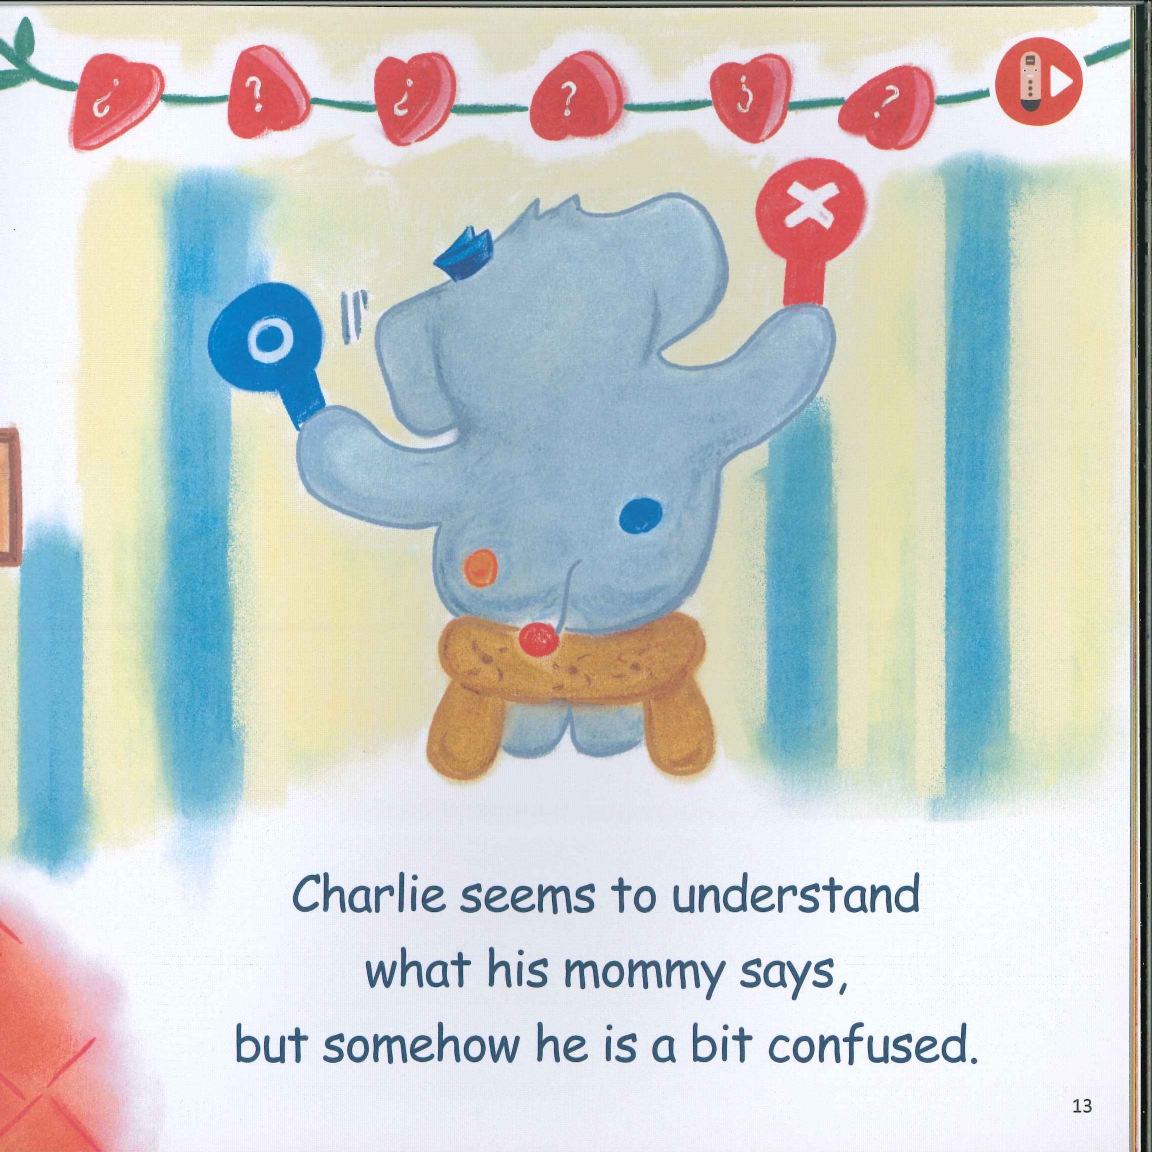 ? ? ? ? ? ?
Charlie seems to understand
what his mommy says,
but somehow he is a bit confused.
13